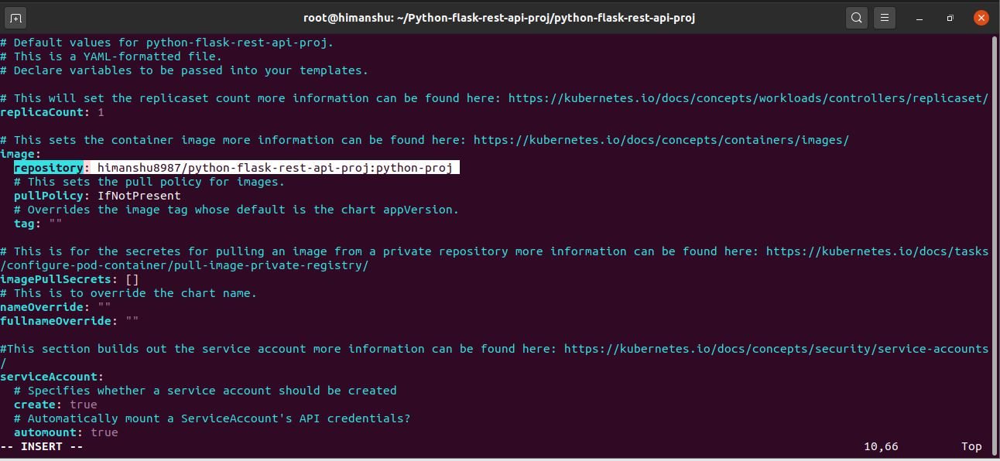 root@himanshu: ~/Python-flask-rest-api-proj/python-flask-rest-api-proj
# Default values for python-flask-rest-api-proj.
# This is a YAML-formatted file.
# Declare variables to be passed into your templates.
# This will set the replicaset count more information can be found here: https://kubernetes.io/docs/concepts/workloads/controllers/replicaset/
replicaCount: 1
# This sets the container image more information can be found here: https://kubernetes.io/docs/concepts/containers/images/
image:
  repository: himanshu8987/python-flask-rest-api-proj:python-proj
  # This sets the pull policy for images.
  pullPolicy: IfNotPresent
  # Overrides the image tag whose default is the chart appVersion.
  tag: ""
# This is for the secretes for pulling an image from a private repository more information can be found here: https://kubernetes.io/docs/tasks
/configure-pod-container/pull-image-private-registry/
imagePullSecrets: []
# This is to override the chart name.
nameOverride: ""
fullnameOverride: ""
#This section builds out the service account more information can be found here: https://kubernetes.io/docs/concepts/security/service-accounts
/
serviceAccount:
  # Specifies whether a service account should be created
  create: true
  # Automatically mount a ServiceAccount's API credentials?
  automount: true
-- INSERT -- 10,66 Top